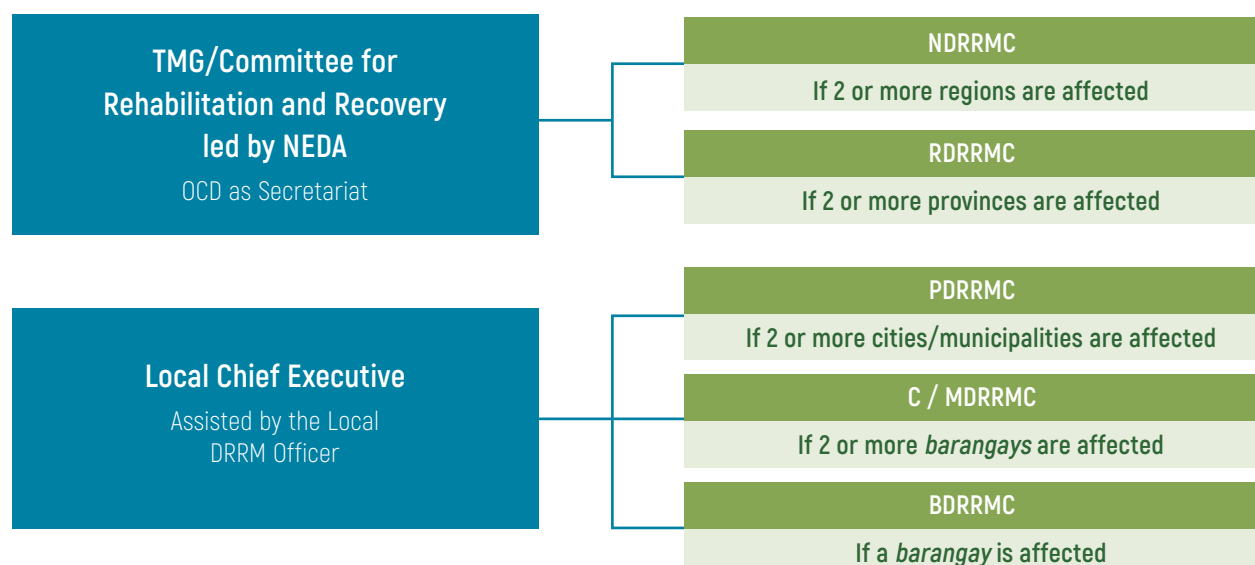 TMG/Committee for
Rehabilitation and Recovery
led by NEDA
OCD as Secretariat
NDRRMC
If 2 or more regions are affected
RDRRMC
If 2 or more provinces are affected
Local Chief Executive
Assisted by the Local
DRRM Officer
PDRRMC
If 2 or more cities/municipalities are affected
C / MDRRMC
If 2 or more barangays are affected
BDRRMC
If a barangay is affected